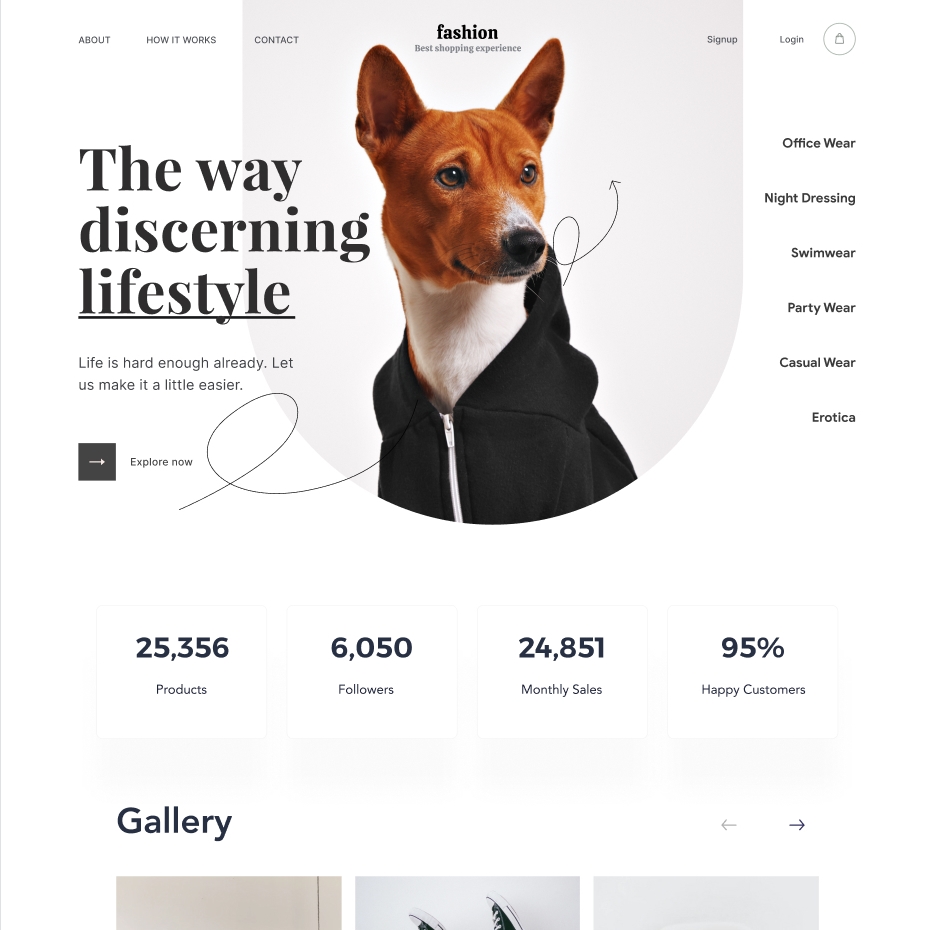 ABOUT
HOW IT WORKS
CONTACT
fashion
Best shopping experience
Signup
Login
The way
discerning
lifestyle
Life is hard enough already. Let
us make it a little easier.
Explore now
Office Wear
Night Dressing
Swimwear
Party Wear
Casual Wear
Erotica
25,356
Products
6,050
Followers
24,851
Monthly Sales
95%
Happy Customers
Gallery